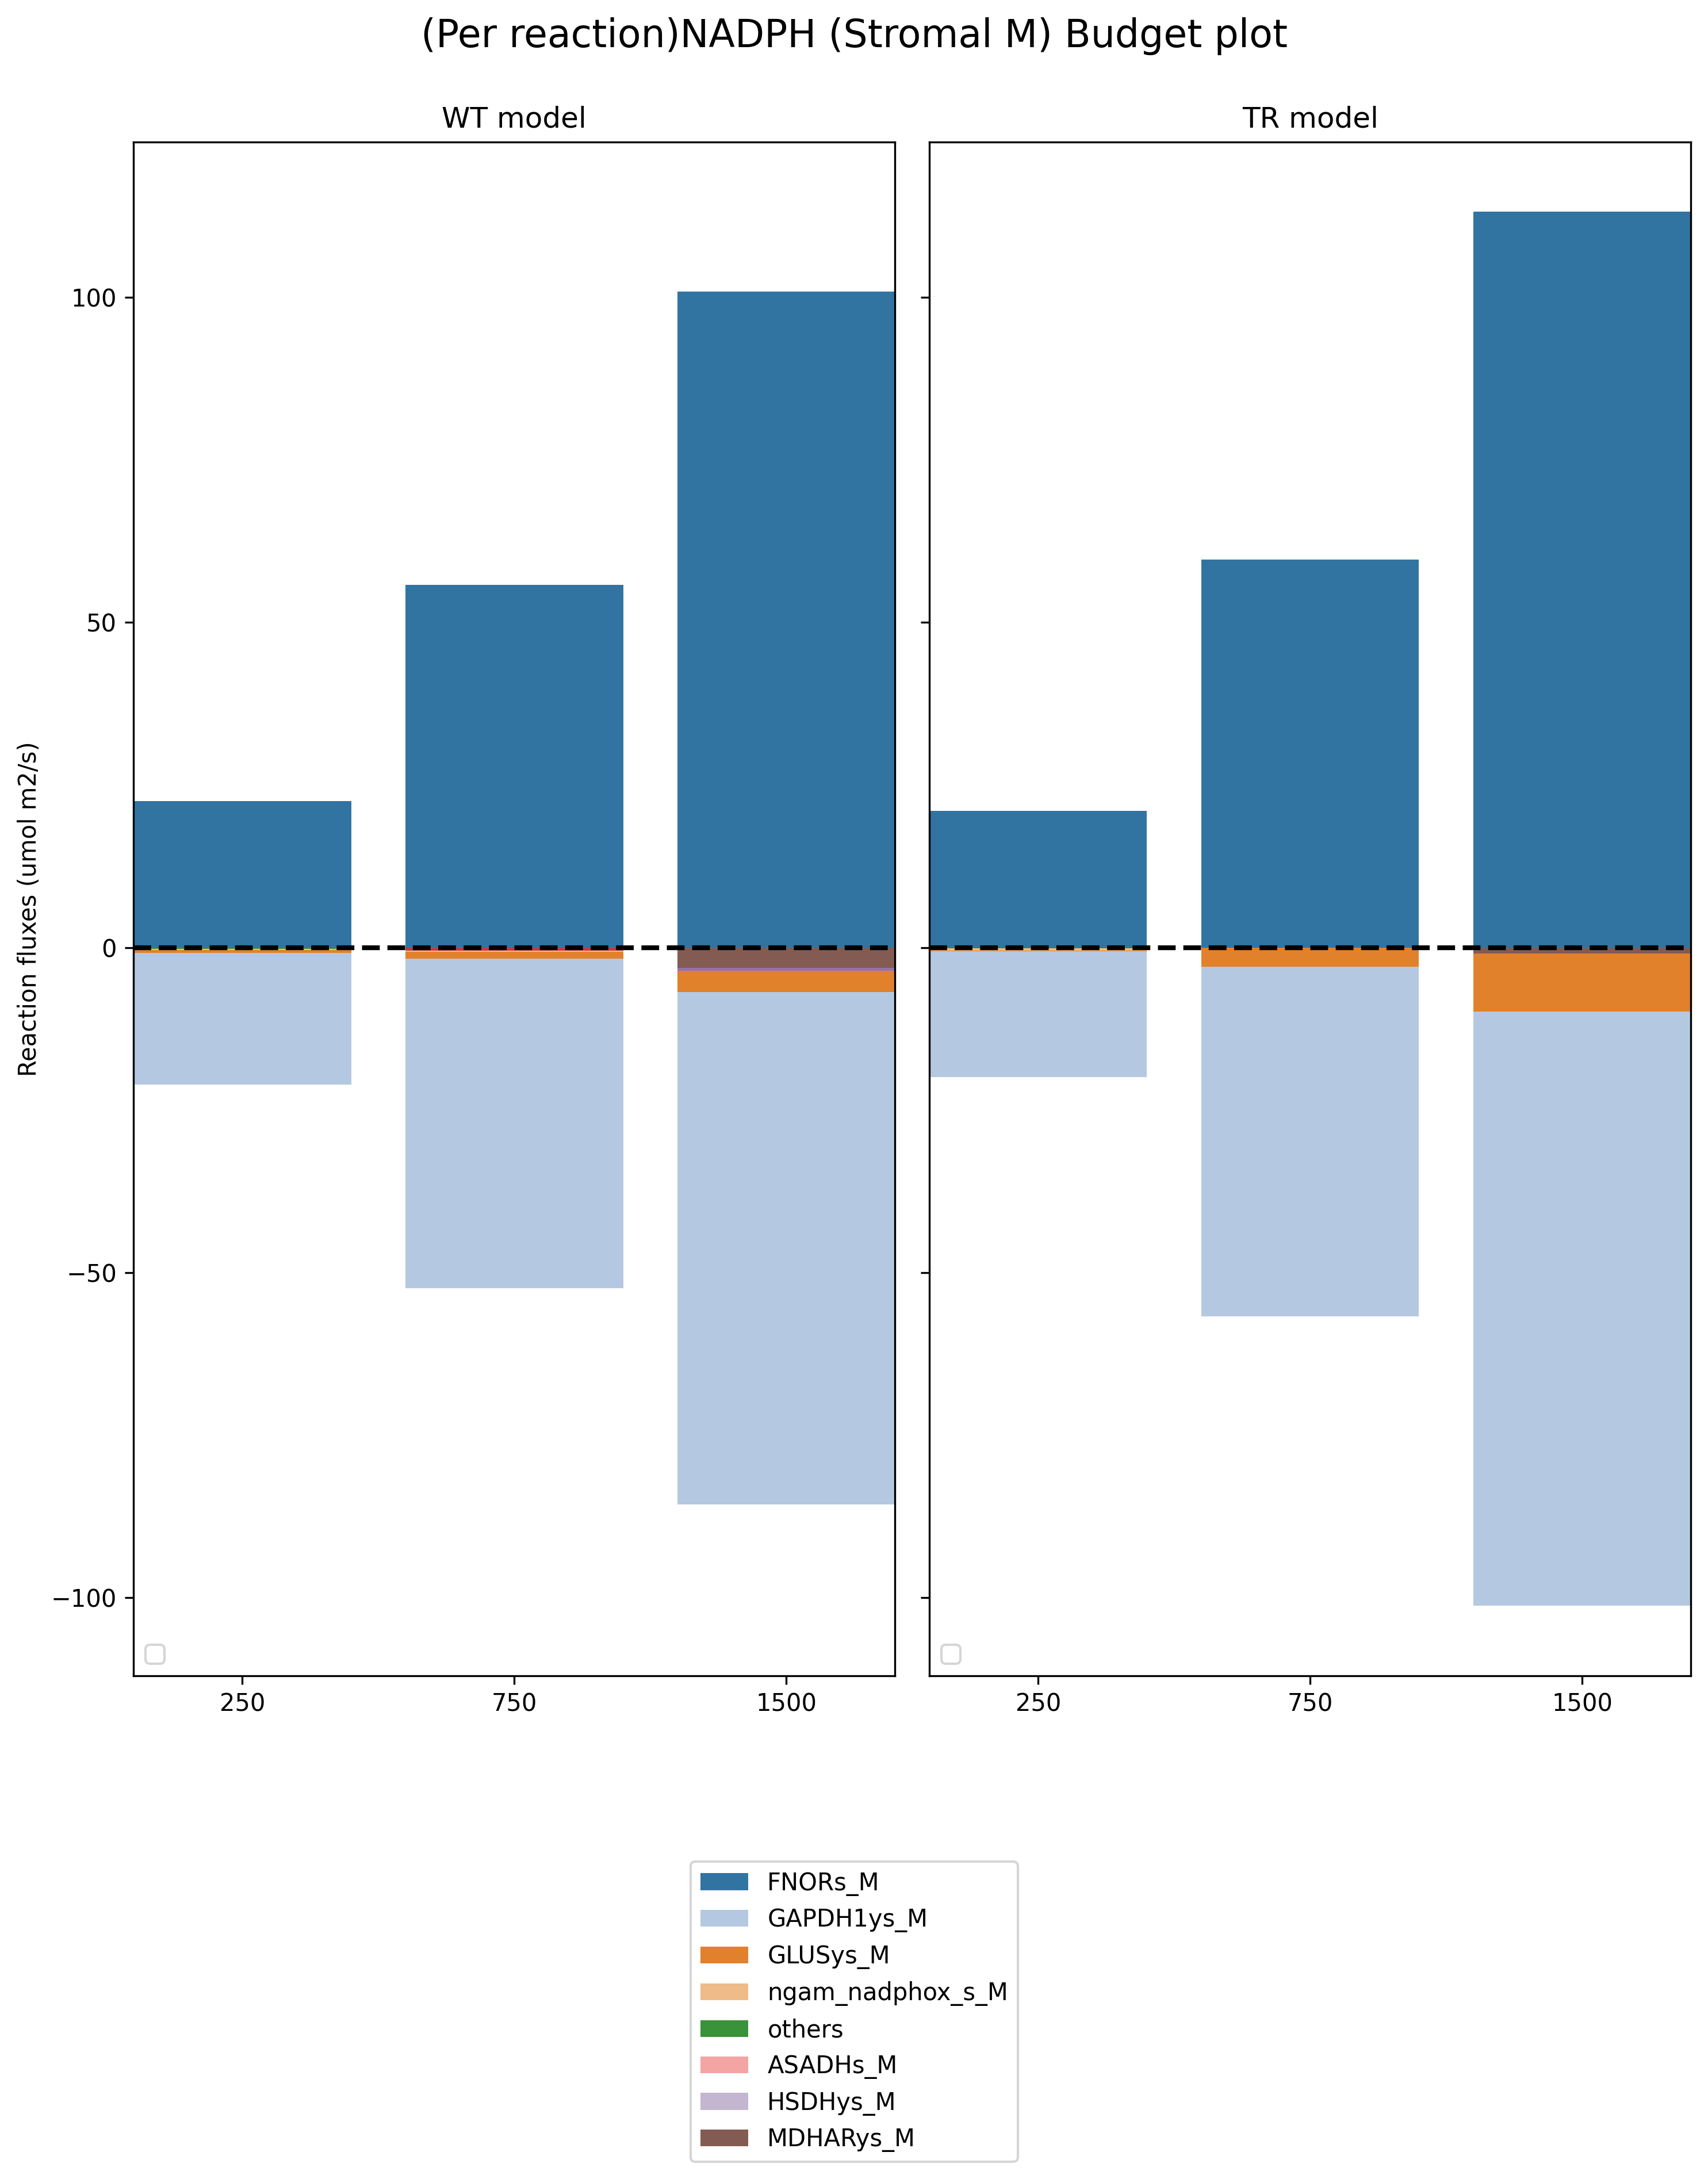 (Per reaction)NADPH (Stromal M) Budget plot
WT model
TR model
Reaction fluxes (umol m2/s)
100
50
0
−50
−100
250 750 1500
250 750 1500
FNORs_M
GAPDH1ys_M
GLUSys_M
ngam_nadphox_s_M
others
ASADHs_M
HSDHys_M
MDHARys_M